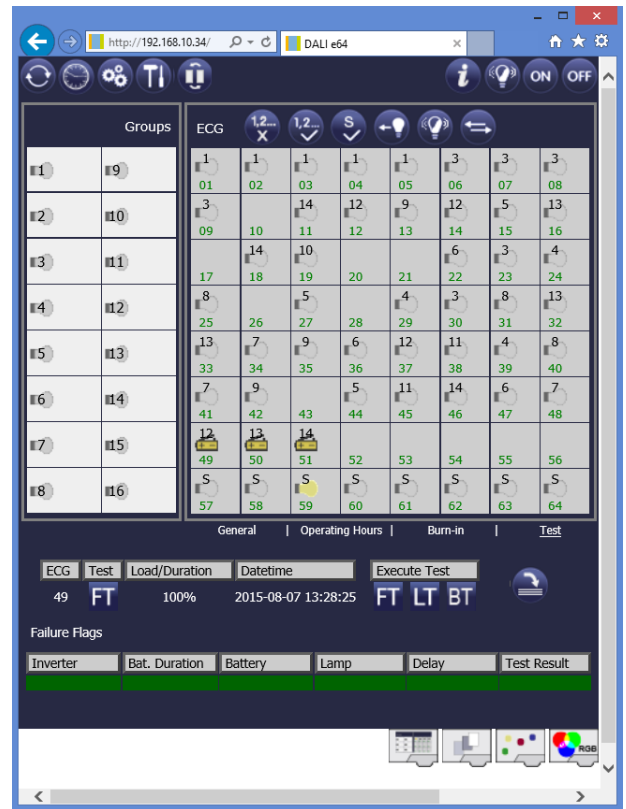 http://192.168.10.34/ DALI e64
i ON OFF
Groups ECG 1,2... X 1,2... S
1 9 1 1 1 1 1 3 3 3
01 02 03 04 05 06 07 08
2 10 3 14 12 9 12 5 13
09 10 11 12 13 14 15 16
3 11 14 10 6 3 4
17 18 19 20 21 22 23 24
4 12 8 5 4 3 8 13
25 26 27 28 29 30 31 32
5 13 13 7 9 6 12 11 4 8
33 34 35 36 37 38 39 40
6 14 7 9 5 11 14 6 7
41 42 43 44 45 46 47 48
7 15 12 13 14
49 50 51 52 53 54 55 56
8 16 S S S S S S S S
57 58 59 60 61 62 63 64
General | Operating Hours | Burn-in | Test
ECG Test Load/Duration Datetime Execute Test
49 FT 100% 2015-08-07 13:28:25 FT LT BT
Failure Flags
Inverter Bat. Duration Battery Lamp Delay Test Result
RGB